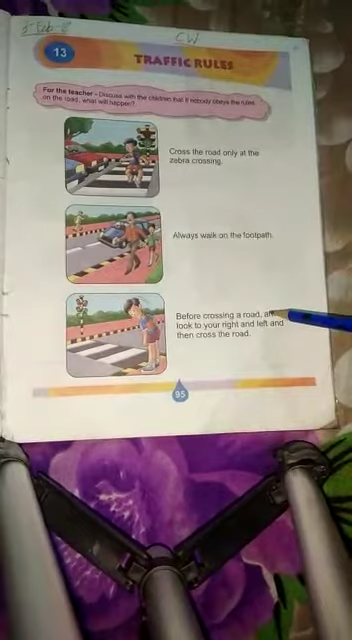 CW
13
TRAFFIC RULES
For the teacher - Discuss with the children that if nobody obeys the rules
on the road, what will happen?
Cross the road only at the
zebra crossing.
Always walk on the footpath.
Before crossing a road,
look to your right and left and
then cross the road.
95